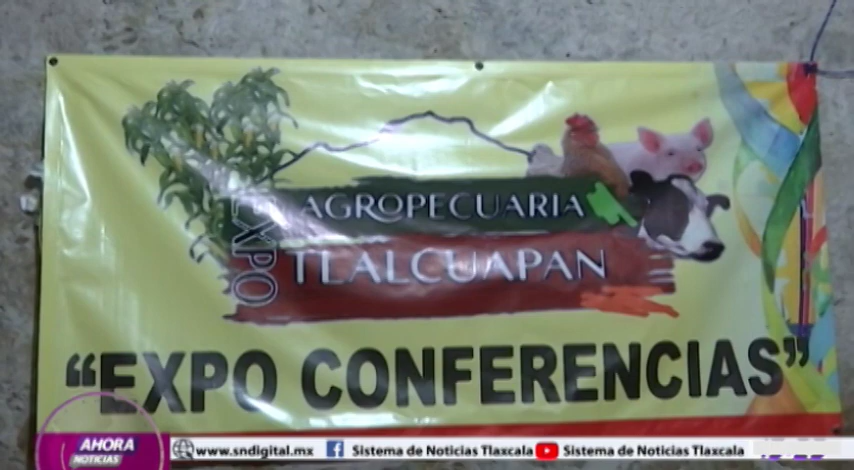 EXPO
AGROPECUARIA
TLALCUAPAN
“EXPO CONFERENCIAS”
AHORA
NOTICIAS
www.sndigital.mx
Sistema de Noticias Tlaxcala
Sistema de Noticias Tlaxcala